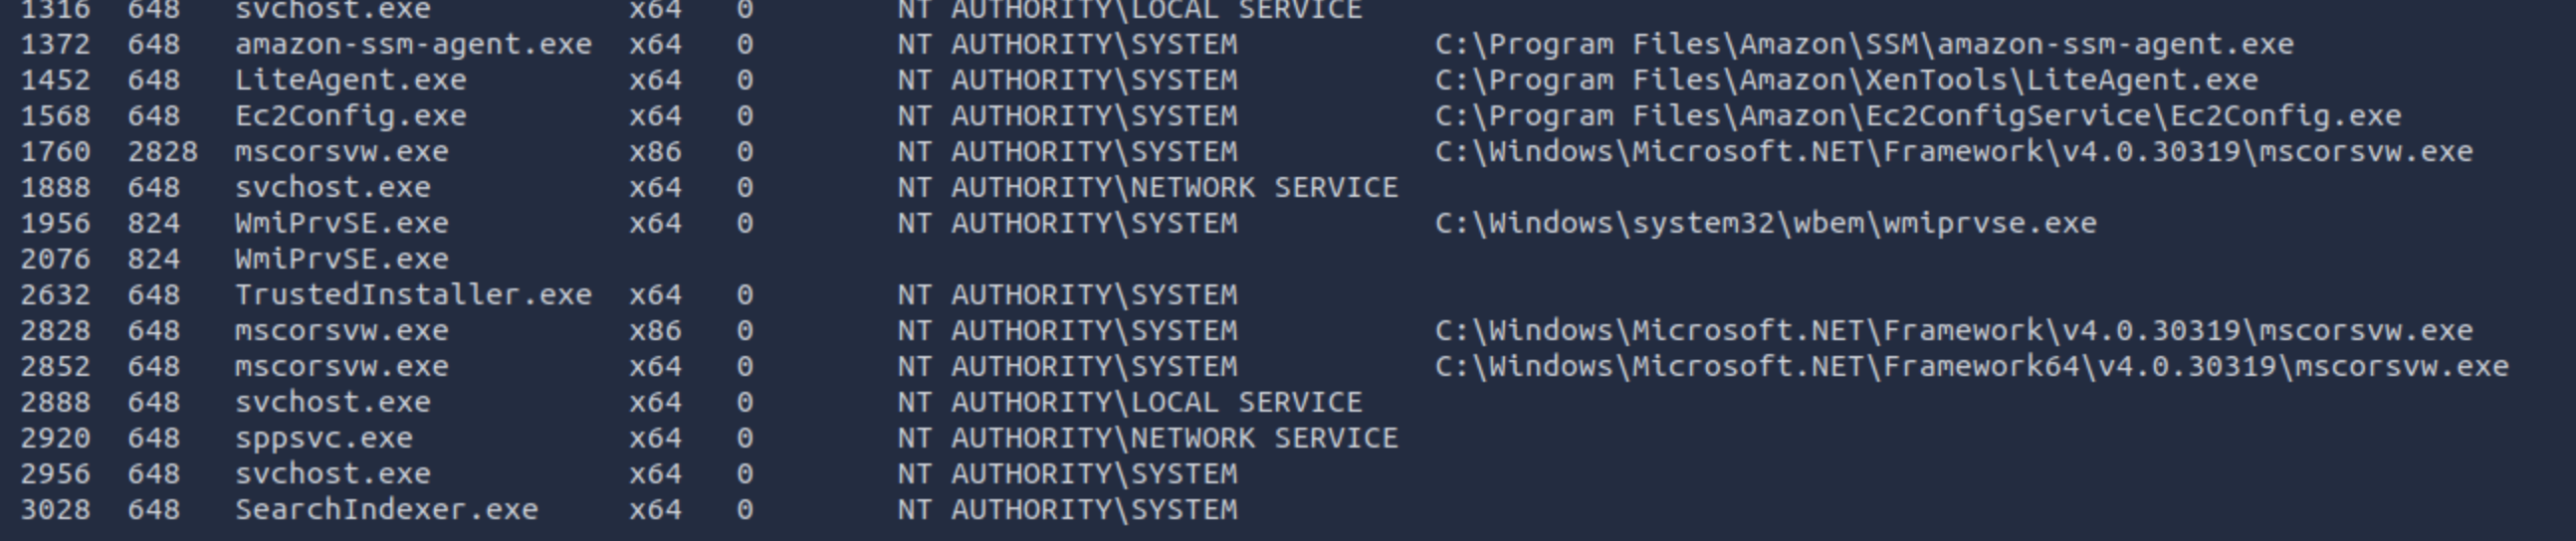 1316 648 svchost.exe x64 0 NT AUTHORITY\LOCAL SERVICE
1372 648 amazon-ssm-agent.exe x64 0 NT AUTHORITY\SYSTEM C:\Program Files\Amazon\SSM\amazon-ssm-agent.exe
1452 648 LiteAgent.exe x64 0 NT AUTHORITY\SYSTEM C:\Program Files\Amazon\XenTools\LiteAgent.exe
1568 648 Ec2Config.exe x64 0 NT AUTHORITY\SYSTEM C:\Program Files\Amazon\Ec2ConfigService\Ec2Config.exe
1760 2828 mscorsvw.exe x86 0 NT AUTHORITY\SYSTEM C:\Windows\Microsoft.NET\Framework\v4.0.30319\mscorsvw.exe
1888 648 svchost.exe x64 0 NT AUTHORITY\NETWORK SERVICE
1956 824 WmiPrvSE.exe x64 0 NT AUTHORITY\SYSTEM C:\Windows\system32\wbem\wmiprvse.exe
2076 824 WmiPrvSE.exe
2632 648 TrustedInstaller.exe x64 0 NT AUTHORITY\SYSTEM
2828 648 mscorsvw.exe x86 0 NT AUTHORITY\SYSTEM C:\Windows\Microsoft.NET\Framework\v4.0.30319\mscorsvw.exe
2852 648 mscorsvw.exe x64 0 NT AUTHORITY\SYSTEM C:\Windows\Microsoft.NET\Framework64\v4.0.30319\mscorsvw.exe
2888 648 svchost.exe x64 0 NT AUTHORITY\LOCAL SERVICE
2920 648 sppsvc.exe x64 0 NT AUTHORITY\NETWORK SERVICE
2956 648 svchost.exe x64 0 NT AUTHORITY\SYSTEM
3028 648 SearchIndexer.exe x64 0 NT AUTHORITY\SYSTEM